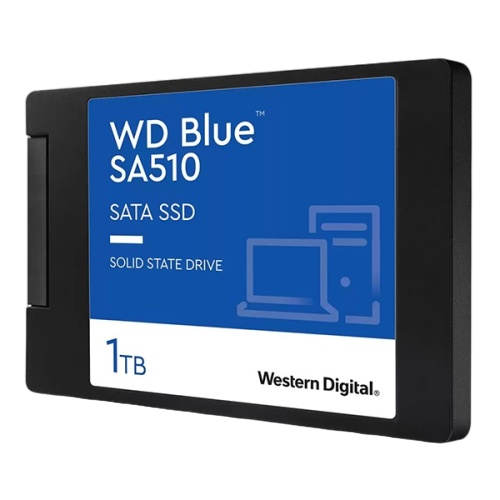 WD Blue™
SA510
SATA SSD
SOLID STATE DRIVE
1TB
Western Digital®